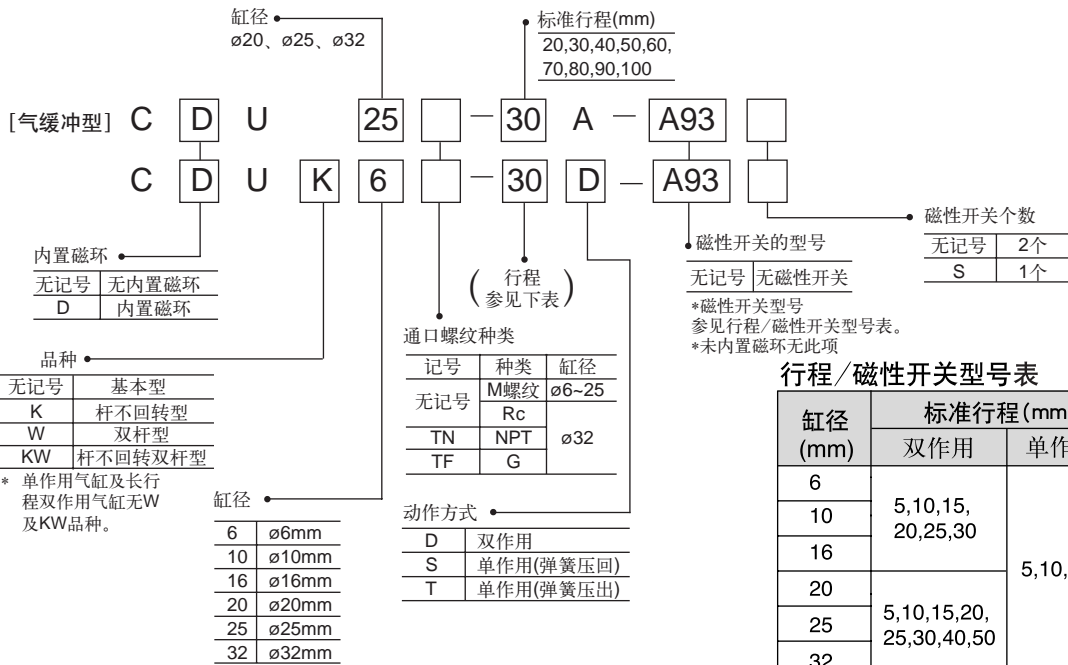 缸径
ø20、ø25、ø32
标准行程(mm)
20,30,40,50,60,
70,80,90,100
[气缓冲型] C D U 25 — 30 A — A93
C D U K 6 — 30 D — A93
内置磁环
无记号 无内置磁环
D 内置磁环
品种
无记号 基本型
K 杆不回转型
W 双杆型
KW 杆不回转双杆型
* 单作用气缸及长行
程双作用气缸无W
及KW品种。
缸径
6 ø6mm
10 ø10mm
16 ø16mm
20 ø20mm
25 ø25mm
32 ø32mm
(行程
参见下表)
通口螺纹种类
记号 种类 缸径
无记号 M螺纹 ø6~25
Rc ø32
TN NPT
TF G
动作方式
D 双作用
S 单作用(弹簧压回)
T 单作用(弹簧压出)
磁性开关的型号
无记号 无磁性开关
*磁性开关型号
参见行程/磁性开关型号表。
*未内置磁环无此项
磁性开关个数
无记号 2个
S 1个
行程/磁性开关型号表
缸径
(mm)
标准行程(mm
双作用 单作
6
10
16
5,10,15,
20,25,30
20
25
32
5,10,15,20,
25,30,40,50
5,10,